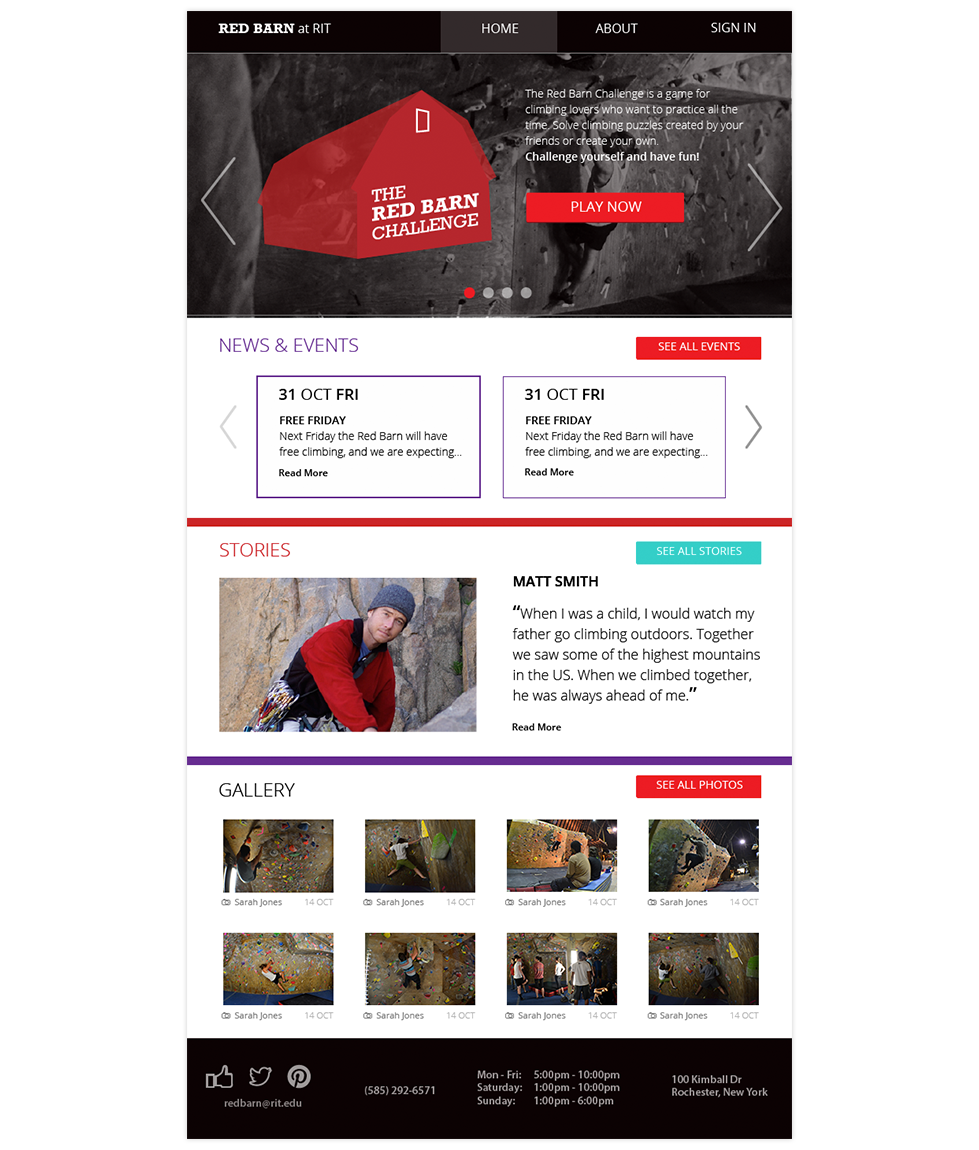 RED BARN at RIT
HOME
ABOUT
SIGN IN
The Red Barn Challenge is a game for
climbing lovers who want to practice all the
time. Solve climbing puzzles created by your
friends or create your own.
Challenge yourself and have fun!
THE
RED BARN
CHALLENGE
PLAY NOW
NEWS & EVENTS
SEE ALL EVENTS
31 OCT FRI
FREE FRIDAY
Next Friday the Red Barn will have
free climbing, and we are expecting...
Read More
31 OCT FRI
FREE FRIDAY
Next Friday the Red Barn will have
free climbing, and we are expecting...
Read More
STORIES
SEE ALL STORIES
MATT SMITH
“When I was a child, I would watch my
father go climbing outdoors. Together
we saw some of the highest mountains
in the US. When we climbed together,
he was always ahead of me.”
Read More
GALLERY
SEE ALL PHOTOS
Sarah Jones 14 OCT
Sarah Jones 14 OCT
Sarah Jones 14 OCT
Sarah Jones 14 OCT
Sarah Jones 14 OCT
Sarah Jones 14 OCT
Sarah Jones 14 OCT
Sarah Jones 14 OCT
redbarn@rit.edu
(585) 292-6571
Mon - Fri: 5:00pm - 10:00pm
Saturday: 1:00pm - 10:00pm
Sunday: 1:00pm - 6:00pm
100 Kimball Dr
Rochester, New York